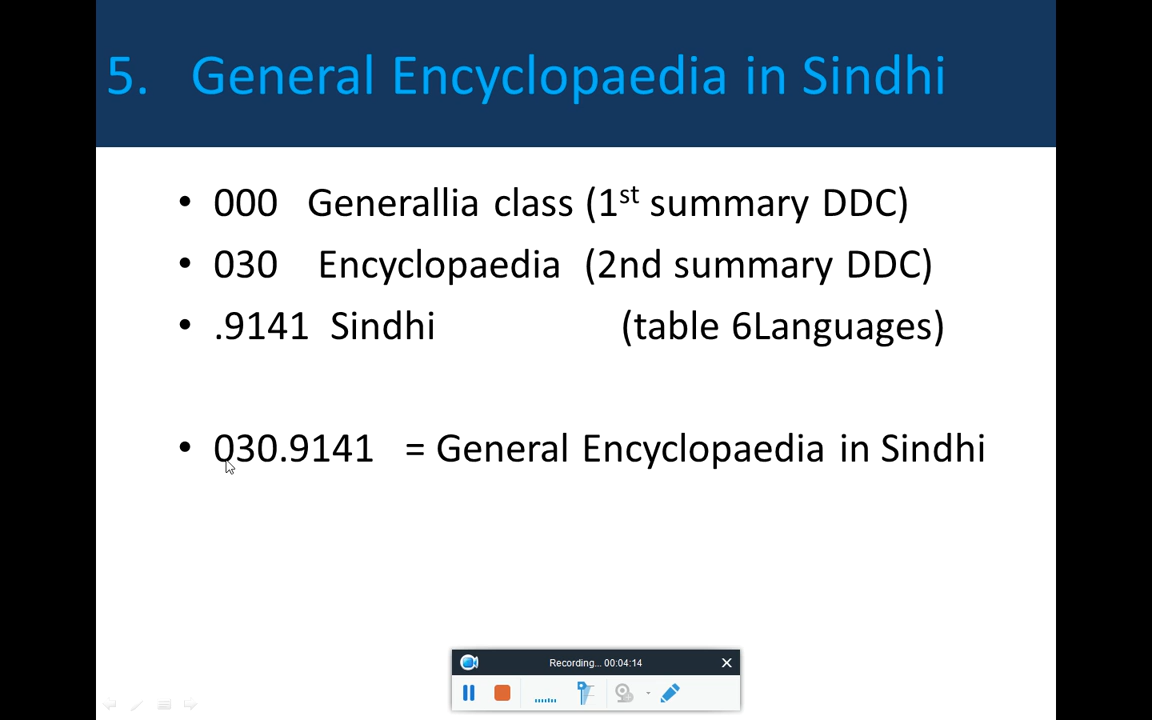 5. General Encyclopaedia in Sindhi
• 000 Generallia class (1st summary DDC)
• 030 Encyclopaedia (2nd summary DDC)
• .9141 Sindhi (table 6Languages)
• 030.9141 = General Encyclopaedia in Sindhi
Recording... 00:04:14